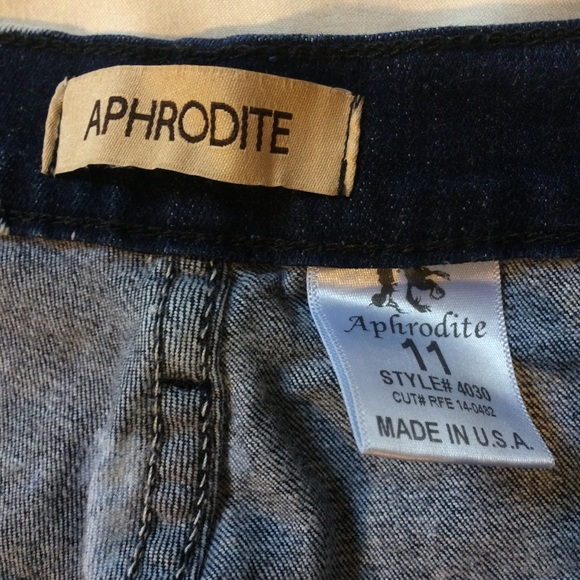 APHRODITE
Aphrodite
11
STYLE# 4030
CUT# RFE 14-0482
MADE IN U.S.A.